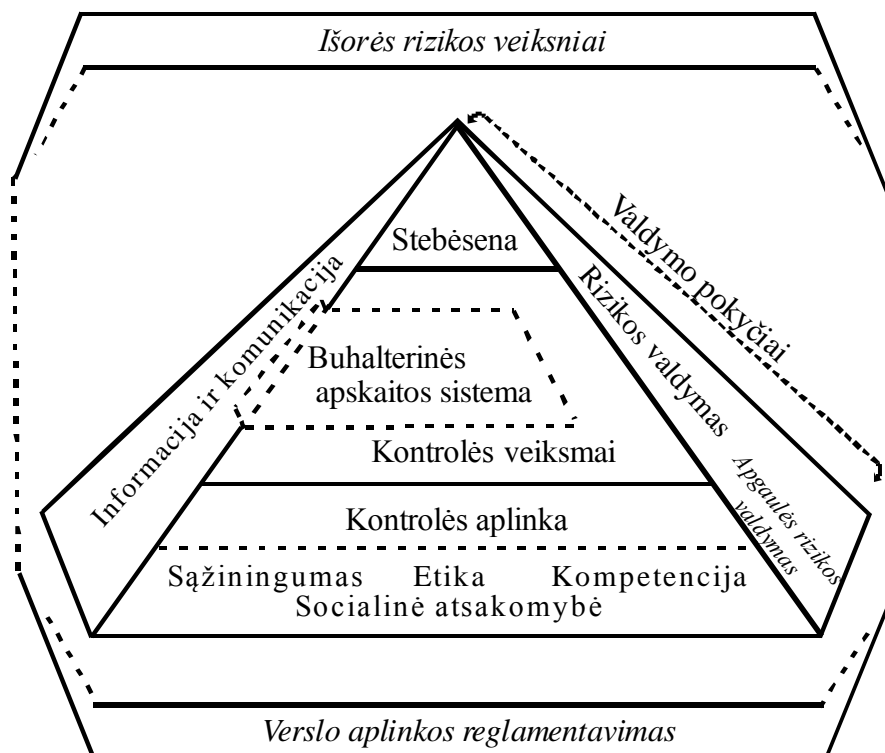 Išorės rizikos veiksniai
Stebėsena
Valdymo pokyčiai
Informacija ir komunikacija
Rizikos valdymas
Buhalterinės
apskaitos sistema
Kontrolės veiksmai
Apgaulės rizikos
valdymas
Kontrolės aplinka
Sąžiningumas Etika Kompetencija
Socialinė atsakomybė
Verslo aplinkos reglamentavimas